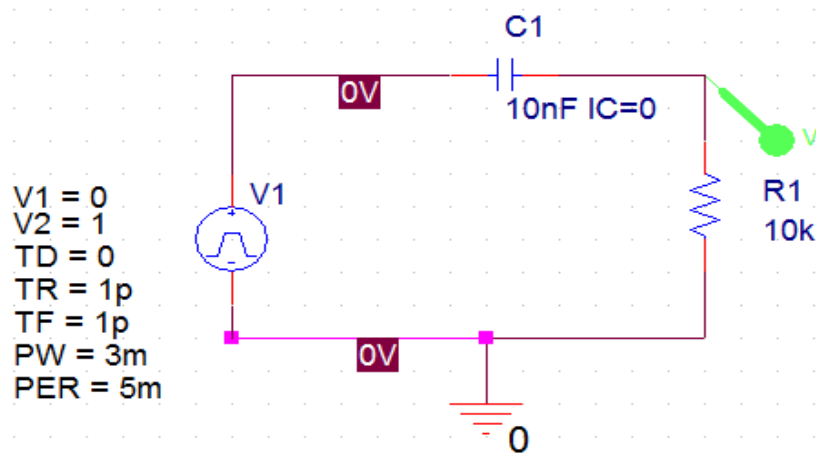 C1
0V
10nF IC=0
V
V1
R1
10k
V1 = 0
V2 = 1
TD = 0
TR = 1p
TF = 1p
PW = 3m
PER = 5m
0V
0